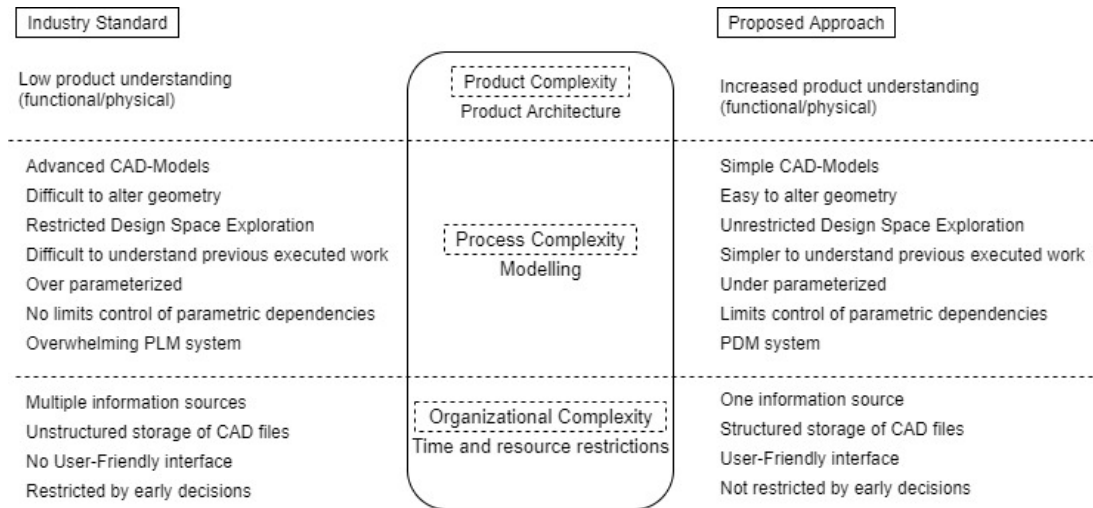 Industry Standard
Proposed Approach
Low product understanding
(functional/physical)
Product Complexity
Product Architecture
Increased product understanding
(functional/physical)
Advanced CAD-Models
Difficult to alter geometry
Restricted Design Space Exploration
Difficult to understand previous executed work
Over parameterized
No limits control of parametric dependencies
Overwhelming PLM system
Process Complexity
Modelling
Simple CAD-Models
Easy to alter geometry
Unrestricted Design Space Exploration
Simpler to understand previous executed work
Under parameterized
Limits control of parametric dependencies
PDM system
Multiple information sources
Unstructured storage of CAD files
No User-Friendly interface
Restricted by early decisions
Organizational Complexity
Time and resource restrictions
One information source
Structured storage of CAD files
User-Friendly interface
Not restricted by early decisions